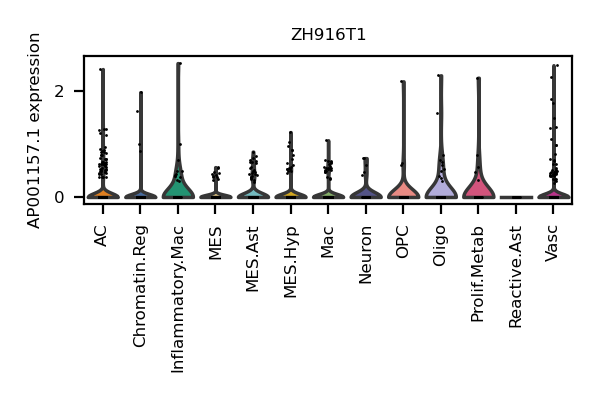 ZH916T1
AP001157.1 expression
2
0
AC
Chromatin.Reg
Inflammatory.Mac
MES
MES.Ast
MES.Hyp
Mac
Neuron
OPC
Oligo
Prolif.Metab
Reactive.Ast
Vasc